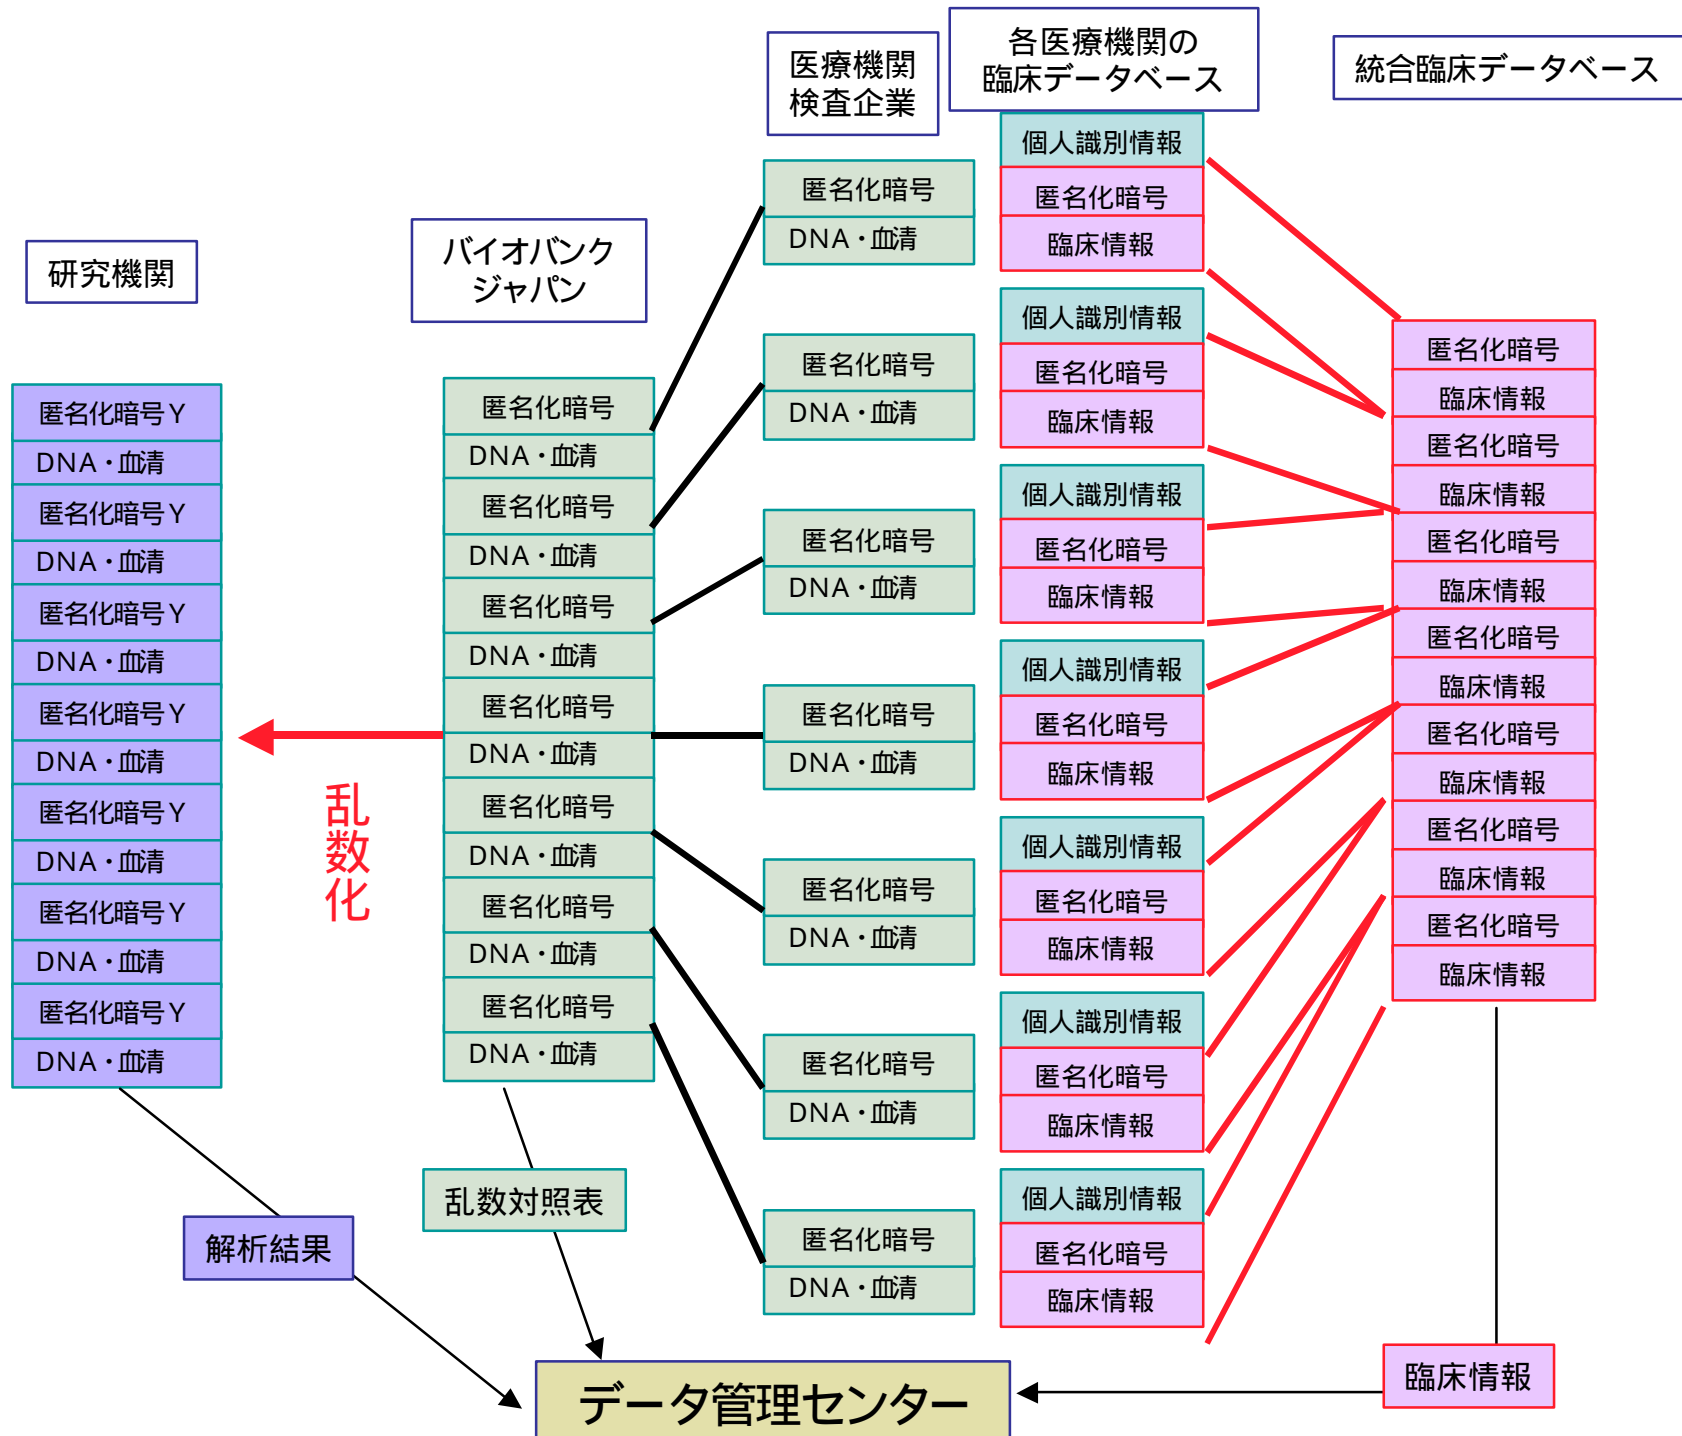 研究機関
匿名化暗号Y
DNA・血清
匿名化暗号Y
DNA・血清
匿名化暗号Y
DNA・血清
匿名化暗号Y
DNA・血清
匿名化暗号Y
DNA・血清
匿名化暗号Y
DNA・血清
匿名化暗号Y
DNA・血清
乱数化
バイオバンク
ジャパン
匿名化暗号
DNA・血清
匿名化暗号
DNA・血清
匿名化暗号
DNA・血清
匿名化暗号
DNA・血清
匿名化暗号
DNA・血清
匿名化暗号
DNA・血清
匿名化暗号
DNA・血清
医療機関
検査企業
匿名化暗号
DNA・血清
匿名化暗号
DNA・血清
匿名化暗号
DNA・血清
匿名化暗号
DNA・血清
匿名化暗号
DNA・血清
匿名化暗号
DNA・血清
匿名化暗号
DNA・血清
各医療機関の
臨床データベース
個人識別情報
匿名化暗号
臨床情報
個人識別情報
匿名化暗号
臨床情報
個人識別情報
匿名化暗号
臨床情報
個人識別情報
匿名化暗号
臨床情報
個人識別情報
匿名化暗号
臨床情報
個人識別情報
匿名化暗号
臨床情報
個人識別情報
匿名化暗号
臨床情報
統合臨床データベース
匿名化暗号
臨床情報
匿名化暗号
臨床情報
匿名化暗号
臨床情報
匿名化暗号
臨床情報
匿名化暗号
臨床情報
匿名化暗号
臨床情報
匿名化暗号
臨床情報
解析結果
乱数対照表
臨床情報
データ管理センター